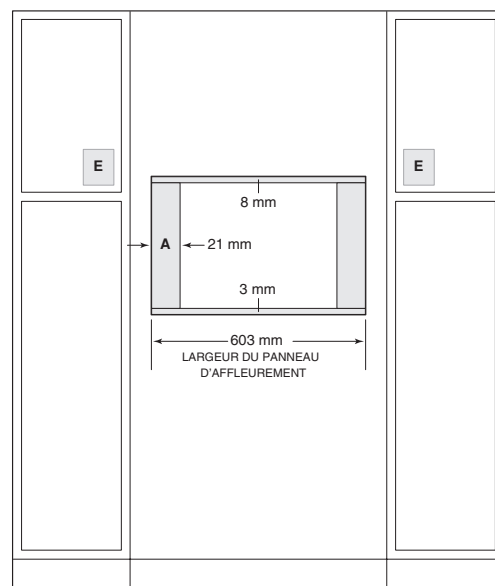 E
E
8 mm
A
21 mm
3 mm
603 mm
LARGEUR DU PANNEAU
D'AFFLEUREMENT